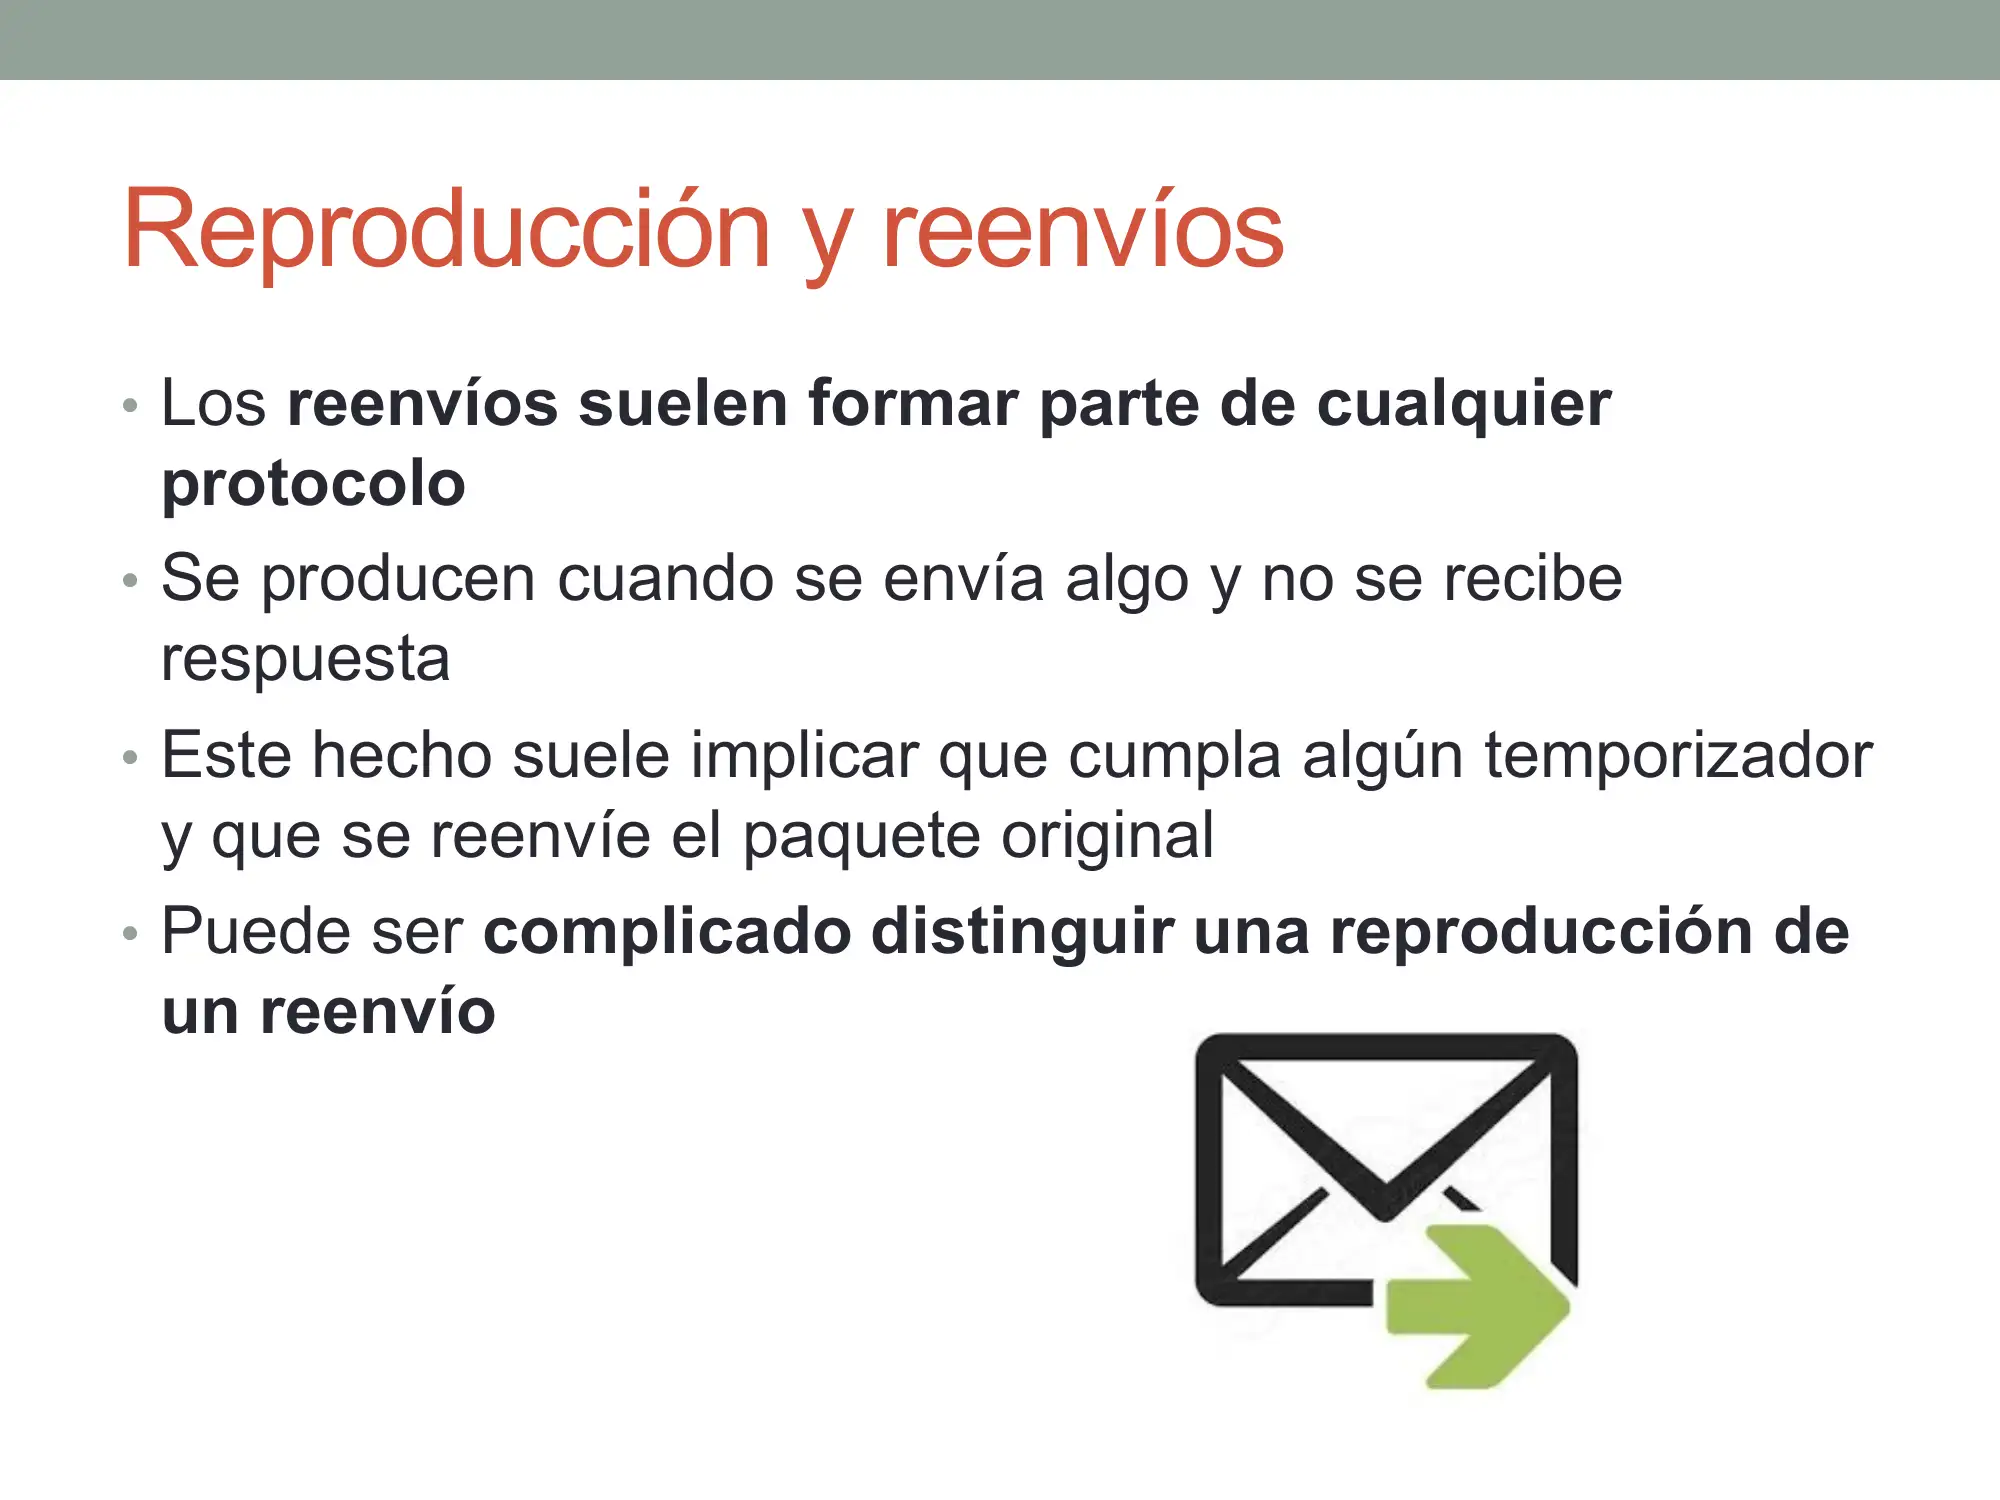 Reproducción y reenvíos
• Los reenvíos suelen formar parte de cualquier
protocolo
• Se producen cuando se envía algo y no se recibe
respuesta
• Este hecho suele implicar que cumpla algún temporizador
y que se reenvíe el paquete original
• Puede ser complicado distinguir una reproducción de
un reenvío